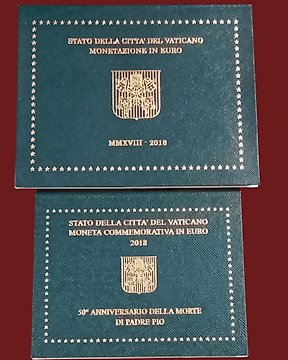 STATO DELLA CITTA' DEL VATICANO
MONETAZIONE IN EURO
MMXVIII - 2018
STATO DELLA CITTA' DEL VATICANO
MONETA COMMEMORATIVA IN EURO
2018
50° ANNIVERSARIO DELLA MORTE
DI PADRE PIO